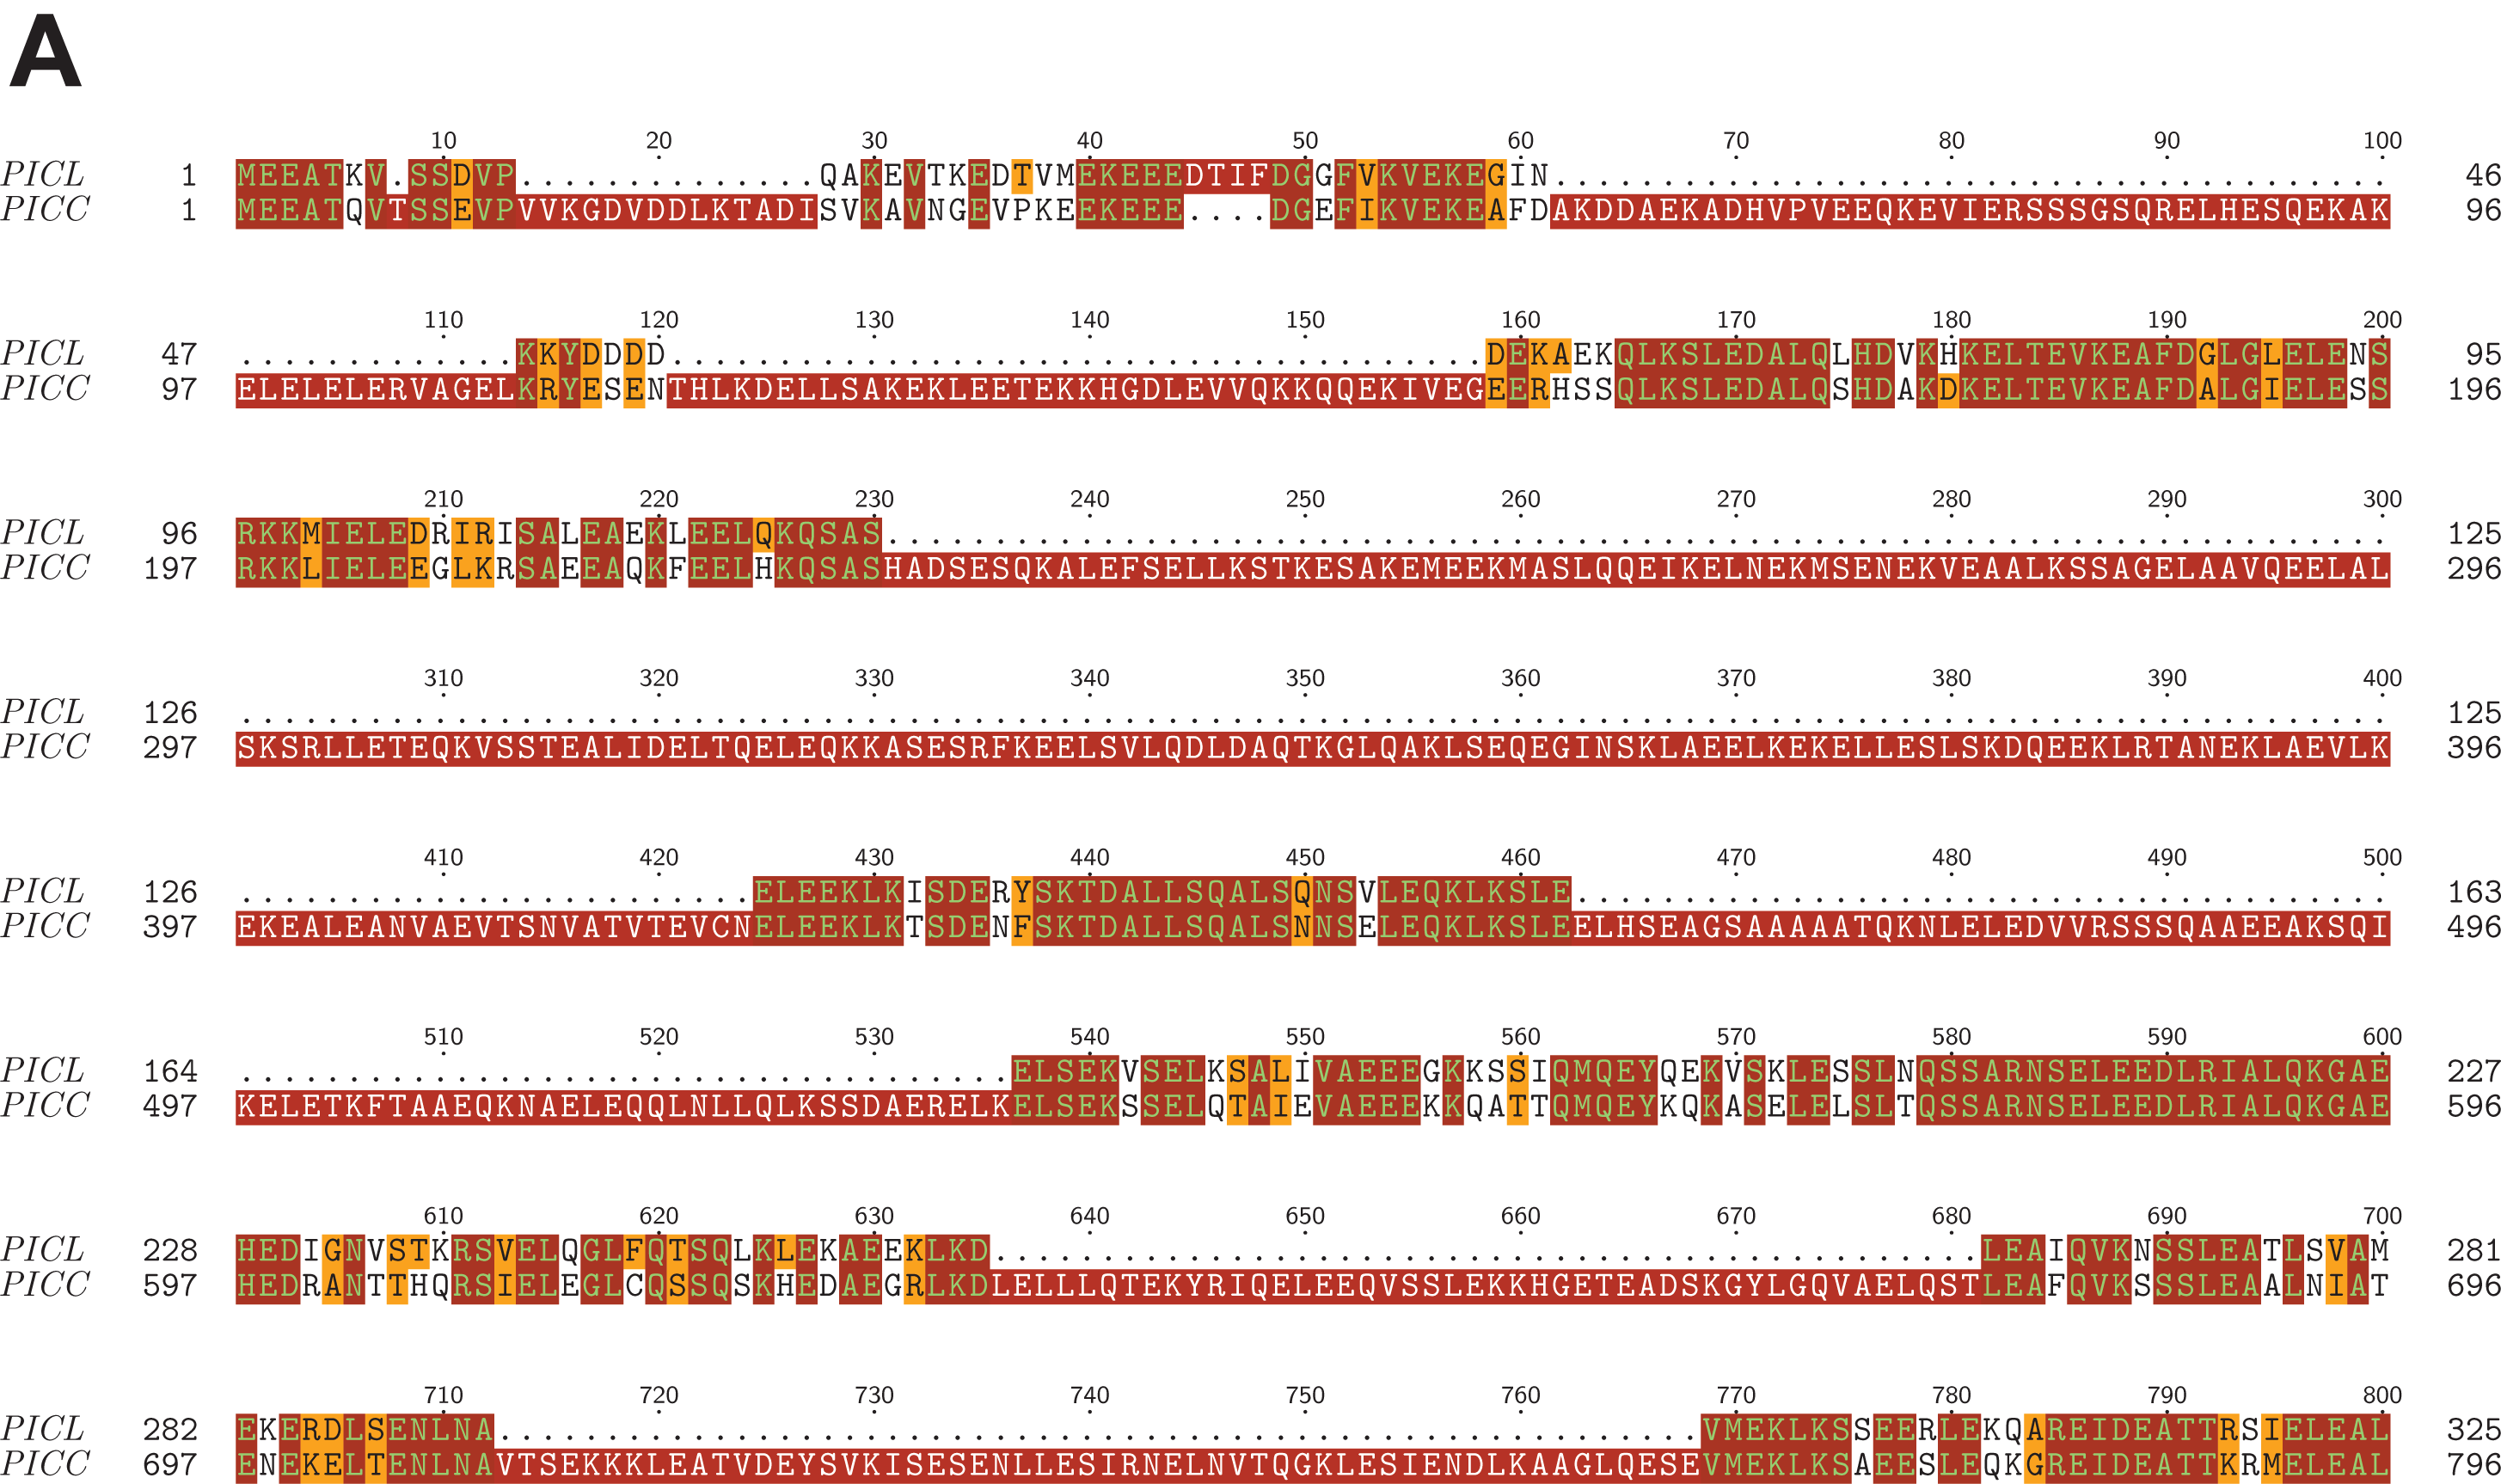 A
10 20 30 40 50 60 70 80 90 100
PICL 1 MEEATKV.SSDVP..............QAKEVTKEDTVMEKEEEDTIFDGGFVKVEKEGIN....................................... 46
PICC 1 MEEATQVTSSEVPVVKGDVDDLKTADISVKAVNGEVPKEEKEEE....DGEFIKVEKEAFDAKDDAEKADHVPVEEQKEVIERSSSGSQRELHESQEKAK 96
110 120 130 140 150 160 170 180 190 200
PICL 47 .............KKYDDDD......................................DEKAEKQLKSLEDALQLHDVKHKELTEVKEAFDGLGLELENS 95
PICC 97 ELELELERVAGELKRYESENTHLKDELLSAKEKLEETEKKHGDLEVVQKKQQEKIVEGEERHSSQLKSLEDALQSHDAKDKELTEVKEAFDALGIELESS 196
210 220 230 240 250 260 270 280 290 300
PICL 96 RKKMIELEDRIRISALEAEKLEELQKQSAS...................................................................... 125
PICC 197 RKKLIELEEGLKRSAEEAQKFEELHKQSASHADSESQKALEFSELLKSTKESAKEMEEKMASLQQEIKELNEKMSENEKVEAALKSSAGELAAVQEELAL 296
310 320 330 340 350 360 370 380 390 400
PICL 126 .................................................................................................... 125
PICC 297 SKSRLLETEQKVSSTEALIDELTQELEQKKASESRFKEELSVLQDLDAQTKGLQAKLSEQEGINSKLAEELKEKELLESLSKDQEEKLRTANEKLAEVLK 396
410 420 430 440 450 460 470 480 490 500
PICL 126 ........................ELEEKLKISDERYSKTDALLSQALSQNSVLEQKLKSLE...................................... 163
PICC 397 EKEALEANVAEVTSNVATVTEVCNELEEKLKTSDENFSKTDALLSQALSNNSELEQKLKSLEELHSEAGSAAAAATQKNLELEDVVRSSSQAAEEAKSQI 496
510 520 530 540 550 560 570 580 590 600
PICL 164 ....................................ELSEKVSELKSALIVAEEEGKKSSIQMQEYQEKVSKLESSLNQSSARNSELEEDLRIALQKGAE 227
PICC 497 KELETKFTAAEQKNAELEQQLNLLQLKSSDAERELKELSEKSSELQTAIEVAEEEKKQATTQMQEYKQKASELELSLTQSSARNSELEEDLRIALQKGAE 596
610 620 630 640 650 660 670 680 690 700
PICL 228 HEDIGNVSTKRSVELQGLFQTSQLKLEKAEEKLKD..............................................LEAIQVKNSSLEATLSVAM 281
PICC 597 HEDRANTTHQRSIELEGLCQSSQSKHEDAEGRLKDLELLLQTEKYRIQELEEQVSSLEKKHGETEADSKGYLGQVAELQSTLEAFQVKSSSLEAALNIAT 696
710 720 730 740 750 760 770 780 790 800
PICL 282 EKERDLSENLNA........................................................VMEKLKSSEERLEKQAREIDEATTRSIELEAL 325
PICC 697 ENEKELTENLNAVTSEKKKLEATVDEYSVKISESENLLESIRNELNVTQGKLESIENDLKAAGLQESEVMEKLKSAEESLEQKGREIDEATTKRMELEAL 796